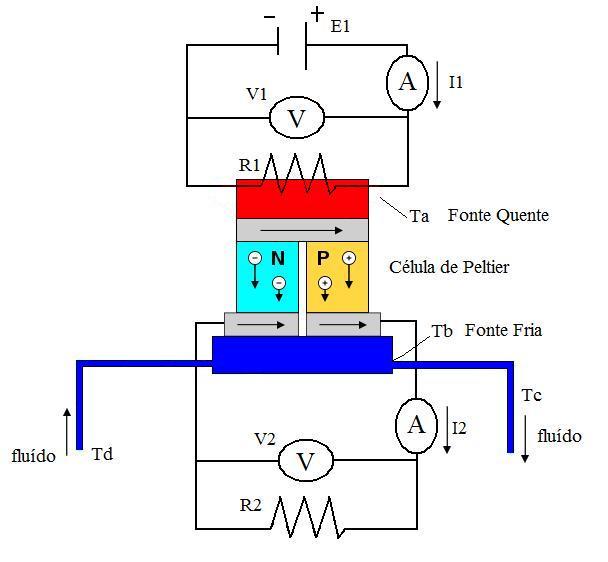 − + E1
A I1
V1 V
R1
Ta Fonte Quente
N P
Célula de Peltier
Tb Fonte Fria
Tc
A I2
fluído Td
fluído
V2 V
R2